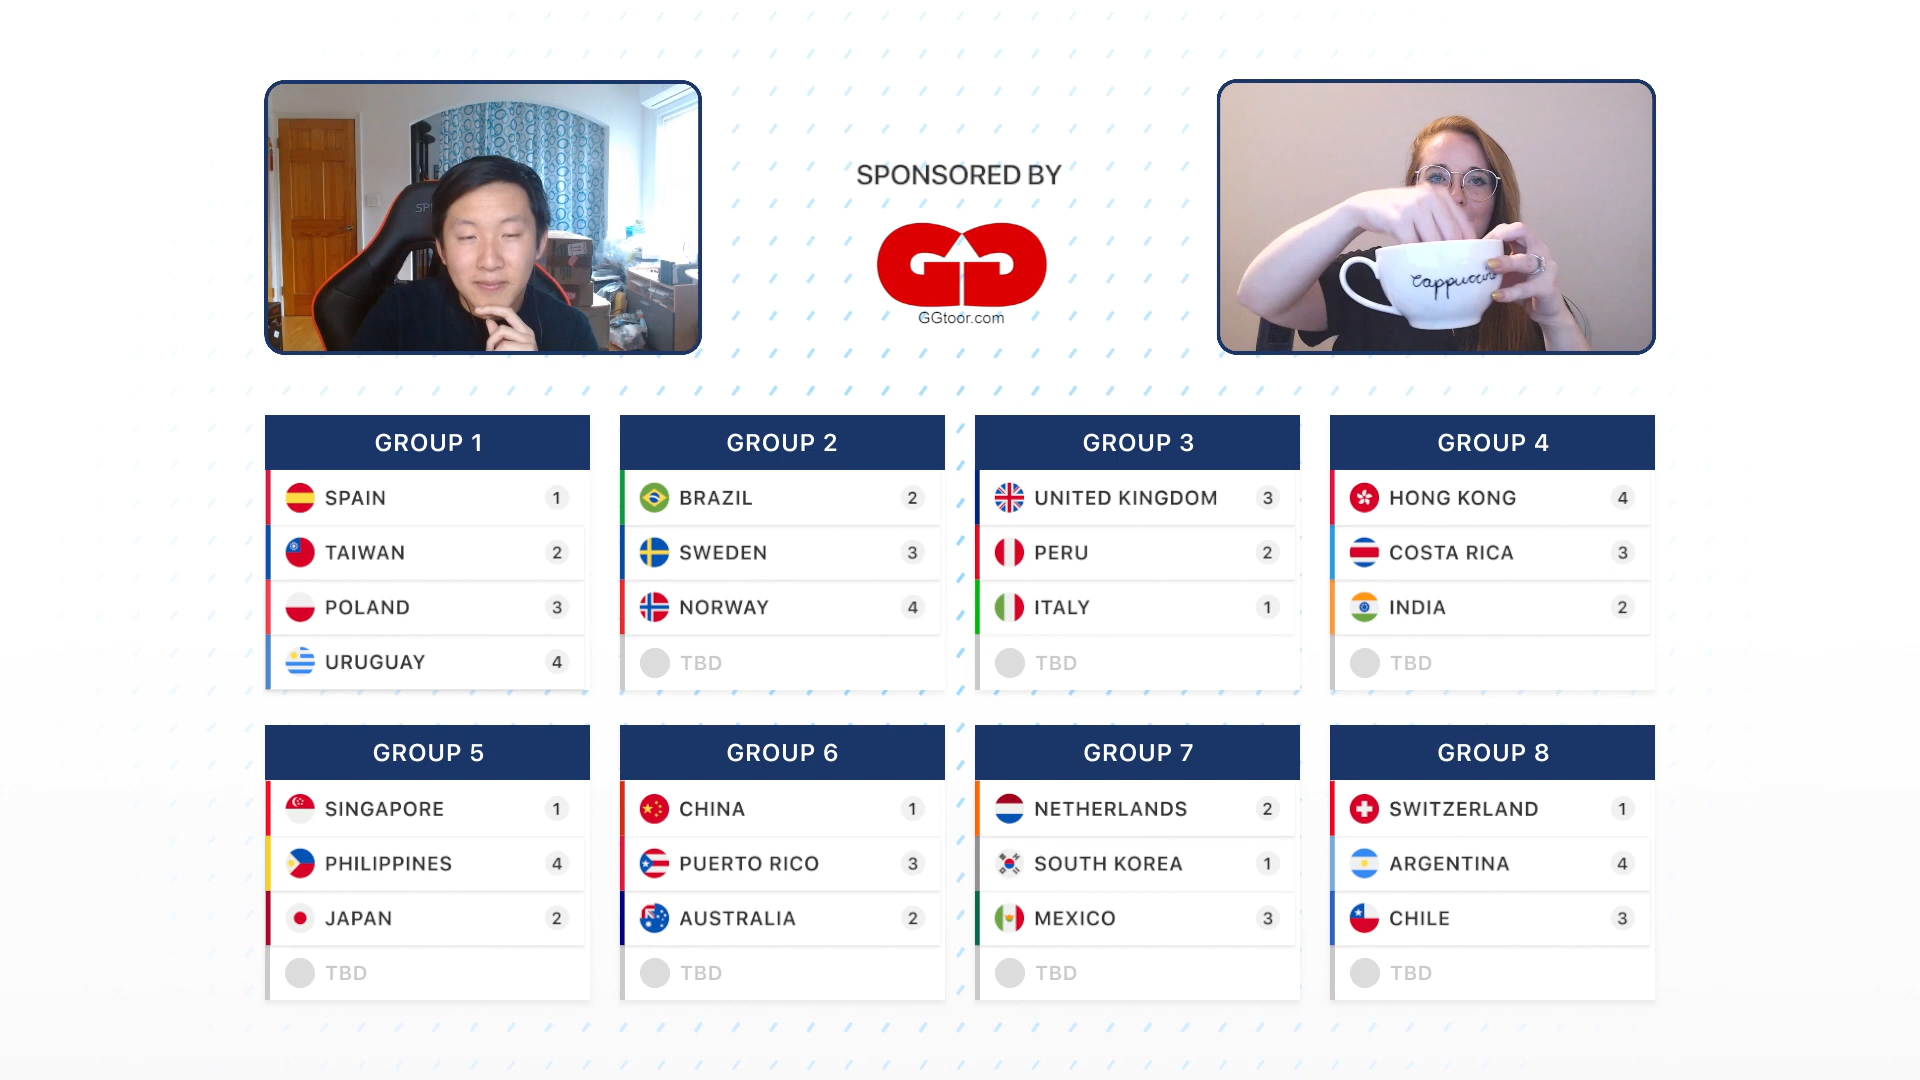 SPONSORED BY
GG
GGtoor.com
cappuccino
GROUP 1
SPAIN 1
TAIWAN 2
POLAND 3
URUGUAY 4
GROUP 2
BRAZIL 2
SWEDEN 3
NORWAY 4
TBD
GROUP 3
UNITED KINGDOM 3
PERU 2
ITALY 1
TBD
GROUP 4
HONG KONG 4
COSTA RICA 3
INDIA 2
TBD
GROUP 5
SINGAPORE 1
PHILIPPINES 4
JAPAN 2
TBD
GROUP 6
CHINA 1
PUERTO RICO 3
AUSTRALIA 2
TBD
GROUP 7
NETHERLANDS 2
SOUTH KOREA 1
MEXICO 3
TBD
GROUP 8
SWITZERLAND 1
ARGENTINA 4
CHILE 3
TBD